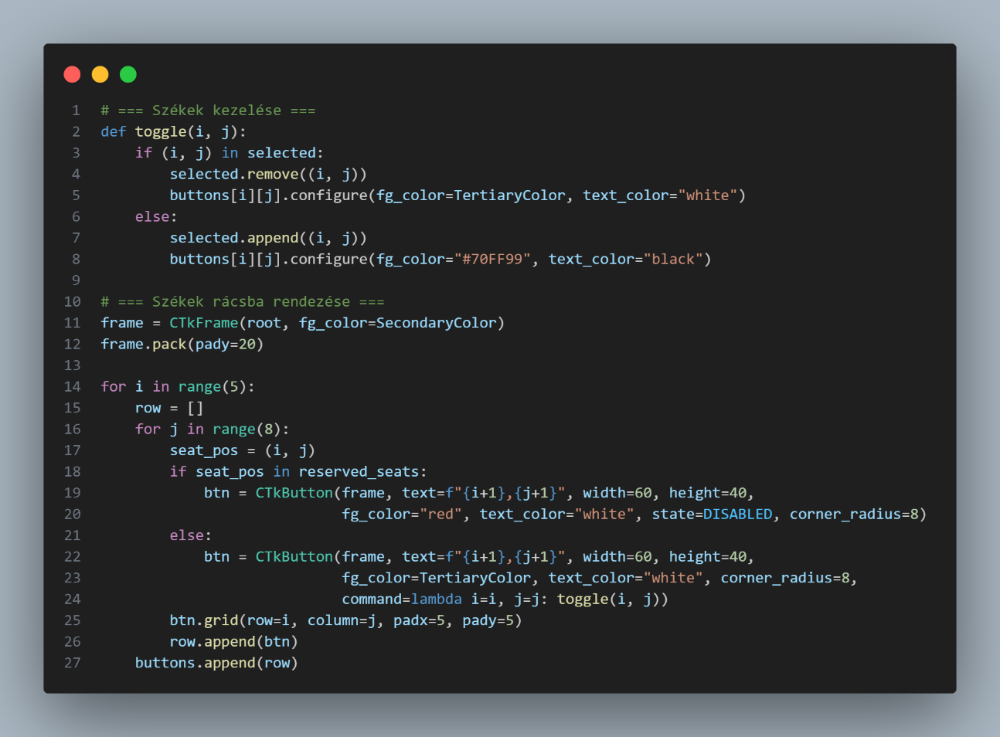 1 # === Székek kezelése ===
2 def toggle(i, j):
3     if (i, j) in selected:
4         selected.remove((i, j))
5         buttons[i][j].configure(fg_color=TertiaryColor, text_color="white")
6     else:
7         selected.append((i, j))
8         buttons[i][j].configure(fg_color="#70FF99", text_color="black")
9
10 # === Székek rácsba rendezése ===
11 frame = CTkFrame(root, fg_color=SecondaryColor)
12 frame.pack(pady=20)
13
14 for i in range(5):
15     row = []
16     for j in range(8):
17         seat_pos = (i, j)
18         if seat_pos in reserved_seats:
19             btn = CTkButton(frame, text=f"{i+1},{j+1}", width=60, height=40,
20                             fg_color="red", text_color="white", state=DISABLED, corner_radius=8)
21         else:
22             btn = CTkButton(frame, text=f"{i+1},{j+1}", width=60, height=40,
23                             fg_color=TertiaryColor, text_color="white", corner_radius=8,
24                             command=lambda i=i, j=j: toggle(i, j))
25         btn.grid(row=i, column=j, padx=5, pady=5)
26         row.append(btn)
27     buttons.append(row)